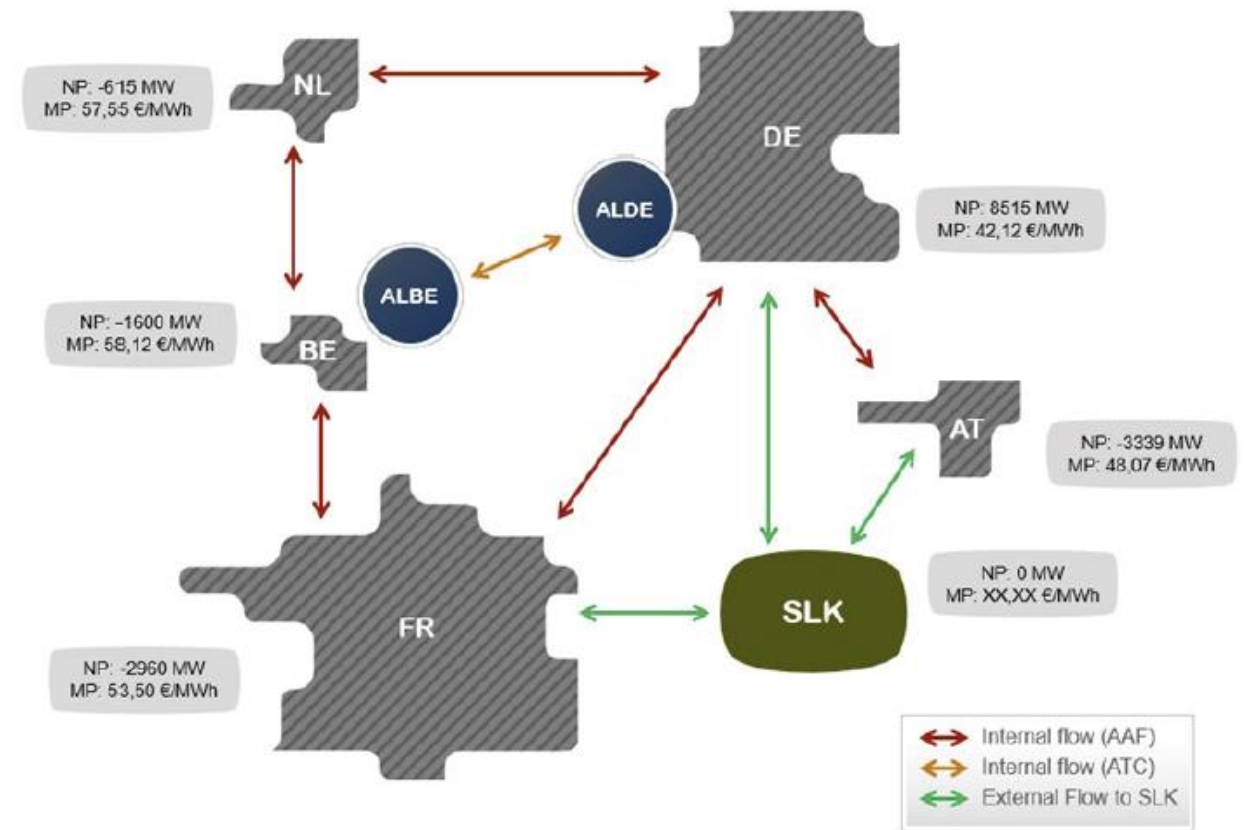 NL
NP: -615 MW
MP: 57,55 €/MWh
DE
ALDE
NP: 8515 MW
MP: 42,12 €/MWh
ALBE
NP: -1600 MW
MP: 58,12 €/MWh
BE
AT
NP: -3339 MW
MP: 48,07 €/MWh
NP: 0 MW
MP: XX,XX €/MWh
SLK
FR
NP: -2960 MW
MP: 53,50 €/MWh
Internal flow (AAF)
Internal flow (ATC)
External Flow to SLK